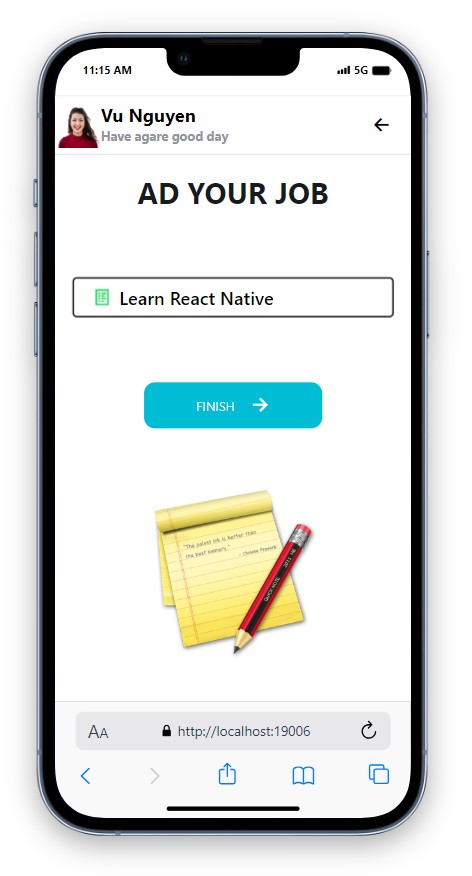 11:15 AM
5G
Vu Nguyen
Have agare good day
AD YOUR JOB
Learn React Native
FINISH
"The palest ink is better than
the best memory."
- Chinese Proverb
AA
http://localhost:19006